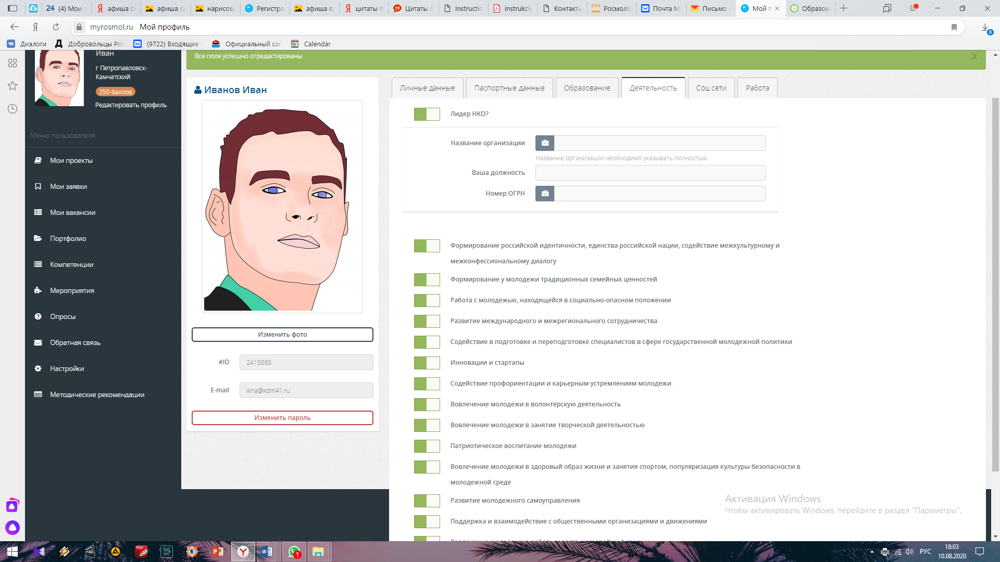 24
(4) Мои з
афиша се
афиша се
нарисова
Регистра
афиша в
цитаты п
Цитаты о
Instructio
instrukciy
Контакты
Росмоло
Почта Ma
Письмо «
Мой п
Образов
myrosmol.ru Мой профиль
6
Диалоги
Добровольцы Рос
(9722) Входящие -
Официальный сай
Calendar
Иван
г Петропавловск-
Камчатский
250 баллов
Редактировать профиль
Меню пользователя
Мои проекты
Мои заявки
Мои вакансии
Портфолио
Компетенции
Мероприятия
Опросы
Обратная связь
Настройки
Методические рекомендации
Все поля успешно отредактированы
X
Иванов Иван
Изменить фото
#ID 2415868
E-mail ilina@kdm41.ru
Изменить пароль
Личные данные
Паспортные данные
Образование
Деятельность
Соц сети
Работа
Лидер НКО?
Название организации
Название организации необходимо указывать полностью
Ваша должность
Номер ОГРН
Формирование российской идентичности, единства российской нации, содействие межкультурному и
межконфессиональному диалогу
Формирование у молодежи традиционных семейных ценностей
Работа с молодежью, находящейся в социально-опасном положении
Развитие международного и межрегионального сотрудничества
Содействие в подготовке и переподготовке специалистов в сфере государственной молодежной политики
Инновации и стартапы
Содействие профориентации и карьерным устремлениям молодежи
Вовлечение молодежи в волонтерскую деятельность
Вовлечение молодежи в занятие творческой деятельностью
Патриотическое воспитание молодежи
Вовлечение молодежи в здоровый образ жизни и занятия спортом, популяризация культуры безопасности в
молодежной среде
Развитие молодежного самоуправления
Поддержка и взаимодействие с общественными организациями и движениями
Активация Windows
Чтобы активировать Windows, перейдите в раздел "Параметры".
1
РУС
18:03
10.08.2020